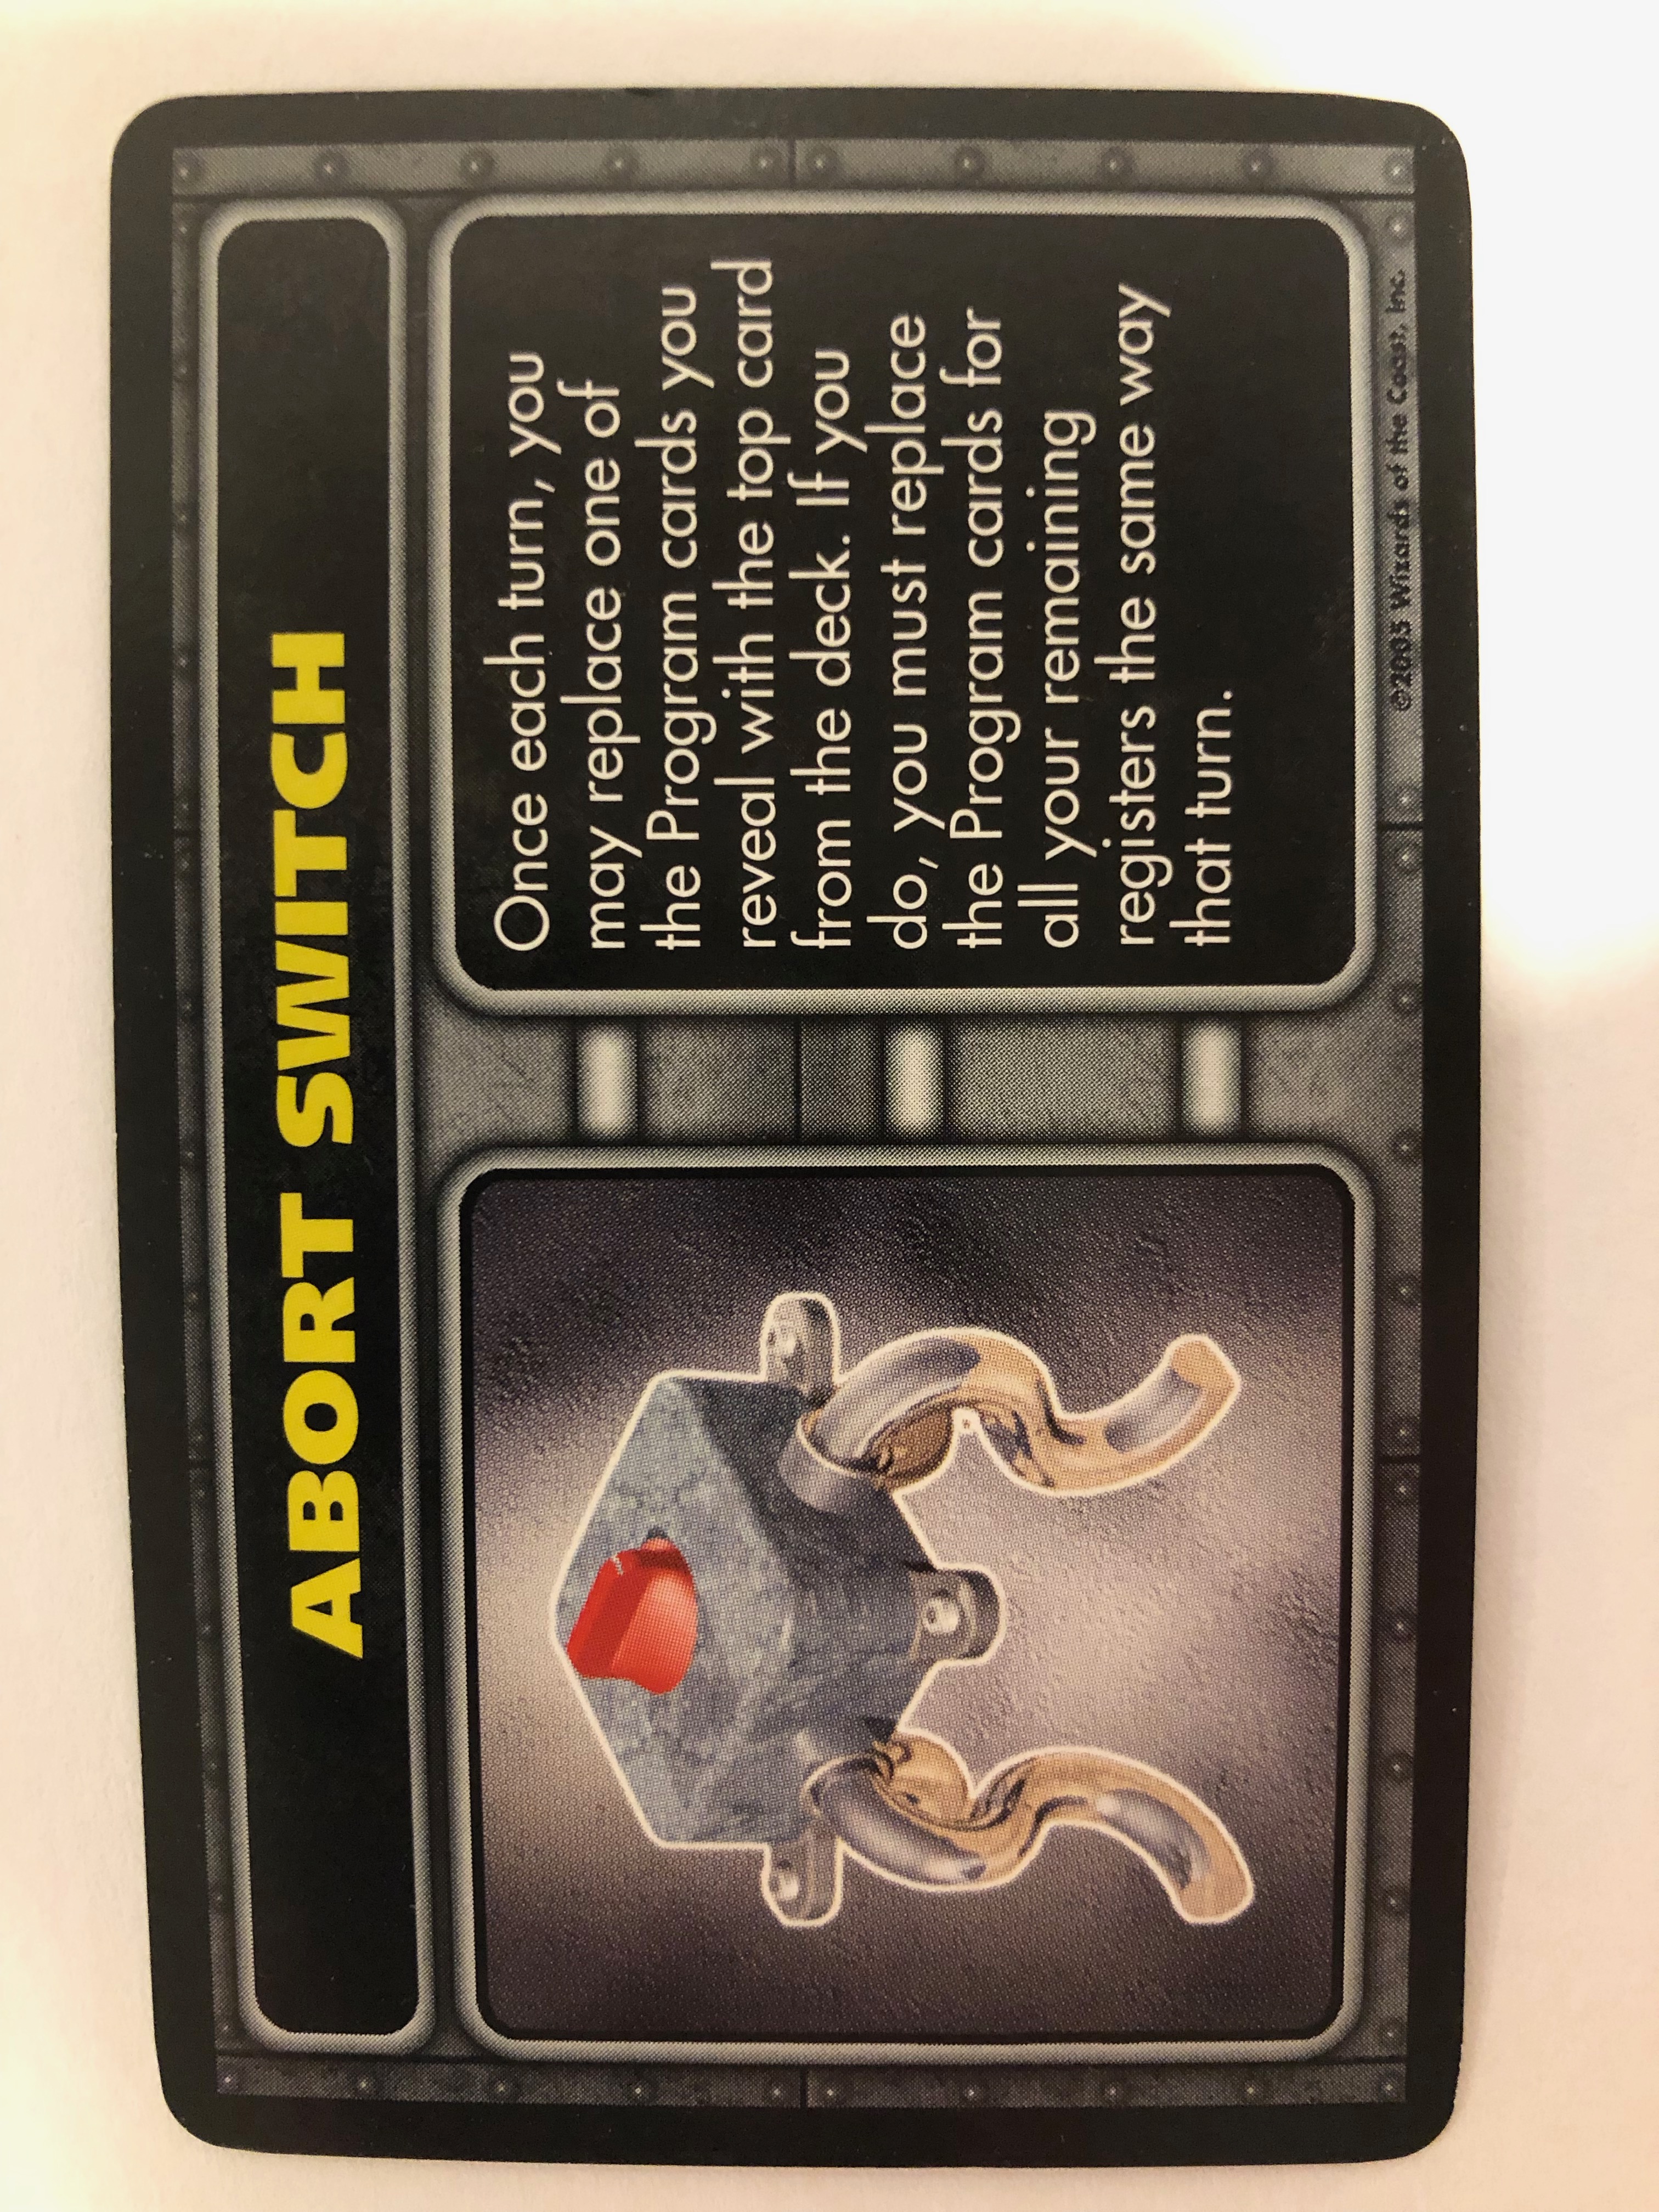 ABORT SWITCH
Once each turn, you
may replace one of
the Program cards you
reveal with the top card
from the deck. If you
do, you must replace
the Program cards for
all your remaining
registers the same way
that turn.
©2005 Wizards of the Coast, Inc.